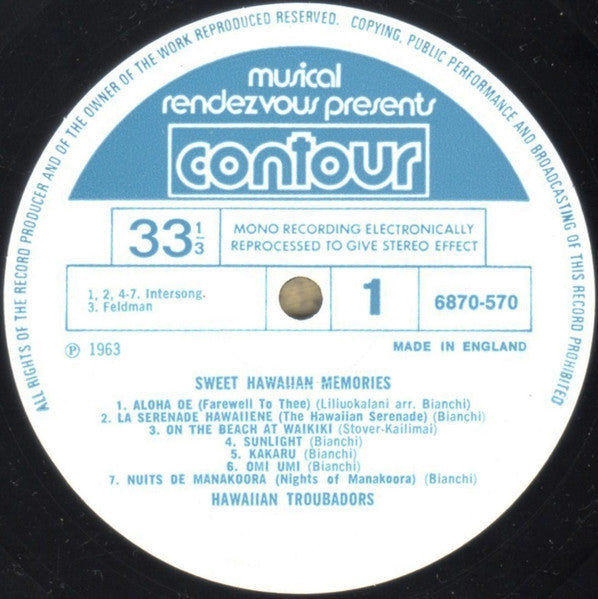 ALL RIGHTS OF THE RECORD PRODUCER AND OF THE OWNER OF THE WORK REPRODUCED RESERVED. COPYING, PUBLIC PERFORMANCE AND BROADCASTING OF THIS RECORD PROHIBITED
musical
rendezvous presents
contour
33 1/3
MONO RECORDING ELECTRONICALLY
REPROCESSED TO GIVE STEREO EFFECT
1, 2, 4-7. Intersong.
3. Feldman
1
6870-570
Ⓟ 1963
MADE IN ENGLAND
SWEET HAWAIIAN MEMORIES
1. ALOHA OE (Farewell To Thee) (Liliuokalani arr. Bianchi)
2. LA SERENADE HAWAIIENE (The Hawaiian Serenade) (Bianchi)
3. ON THE BEACH AT WAIKIKI (Stover-Kailimai)
4. SUNLIGHT (Bianchi)
5. KAKARU (Bianchi)
6. OMI UMI (Bianchi)
7. NUITS DE MANAKOORA (Nights of Manakoora) (Bianchi)
HAWAIIAN TROUBADORS